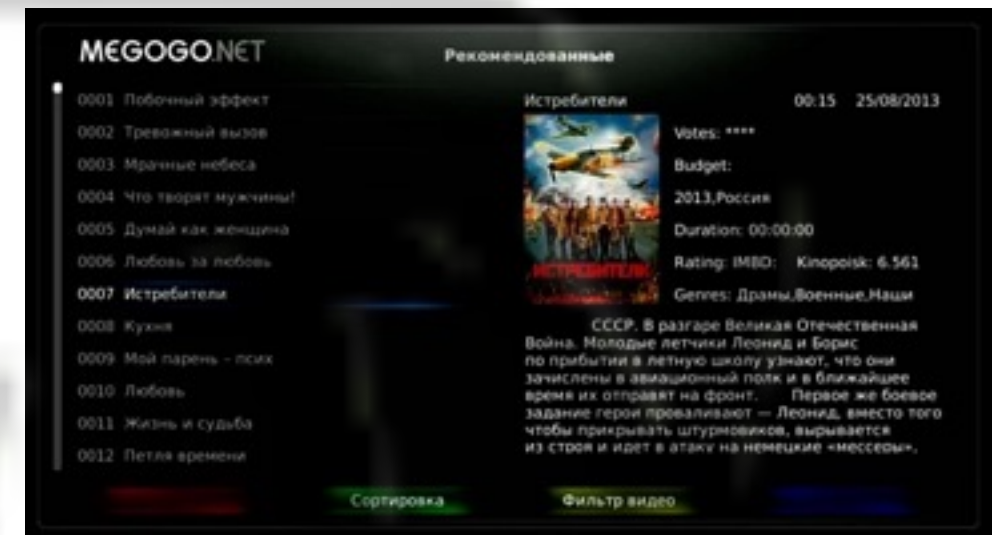 MEGOGO.NET
Рекомендованные
0001 Побочный эффект
0002 Тревожный вызов
0003 Мрачные небеса
0004 Что творят мужчины!
0005 Думай как женщина
0006 Любовь за любовь
0007 Истребители
0008 Кухня
0009 Мой парень – псих
0010 Любовь
0011 Жизнь и судьба
0012 Петля времени
Истребители 00:15 25/08/2013
ИСТРЕБИТЕЛИ
Votes: ****
Budget:
2013,Россия
Duration: 00:00:00
Rating: IMBD: Kinopoisk: 6.561
Genres: Драмы,Военные,Наши
СССР. В разгаре Великая Отечественная
Война. Молодые летчики Леонид и Борис
по прибытии в летную школу узнают, что они
зачислены в авиационный полк и в ближайшее
время их отправят на фронт. Первое же боевое
задание герои проваливают — Леонид, вместо того
чтобы прикрывать штурмовиков, вырывается
из строя и идет в атаку на немецкие «мессеры».
Сортировка
Фильтр видео